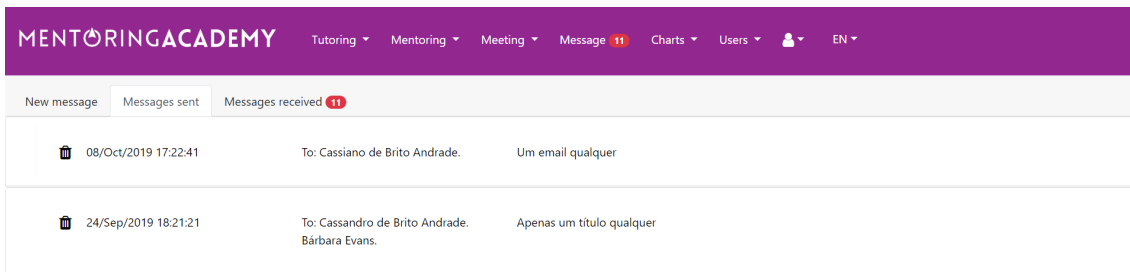 MENTORINGACADEMY
Tutoring Mentoring Meeting Message 11 Charts Users EN
New message Messages sent Messages received 11
08/Oct/2019 17:22:41 To: Cassiano de Brito Andrade. Um email qualquer
24/Sep/2019 18:21:21 To: Cassandro de Brito Andrade. Apenas um título qualquer
Bárbara Evans.